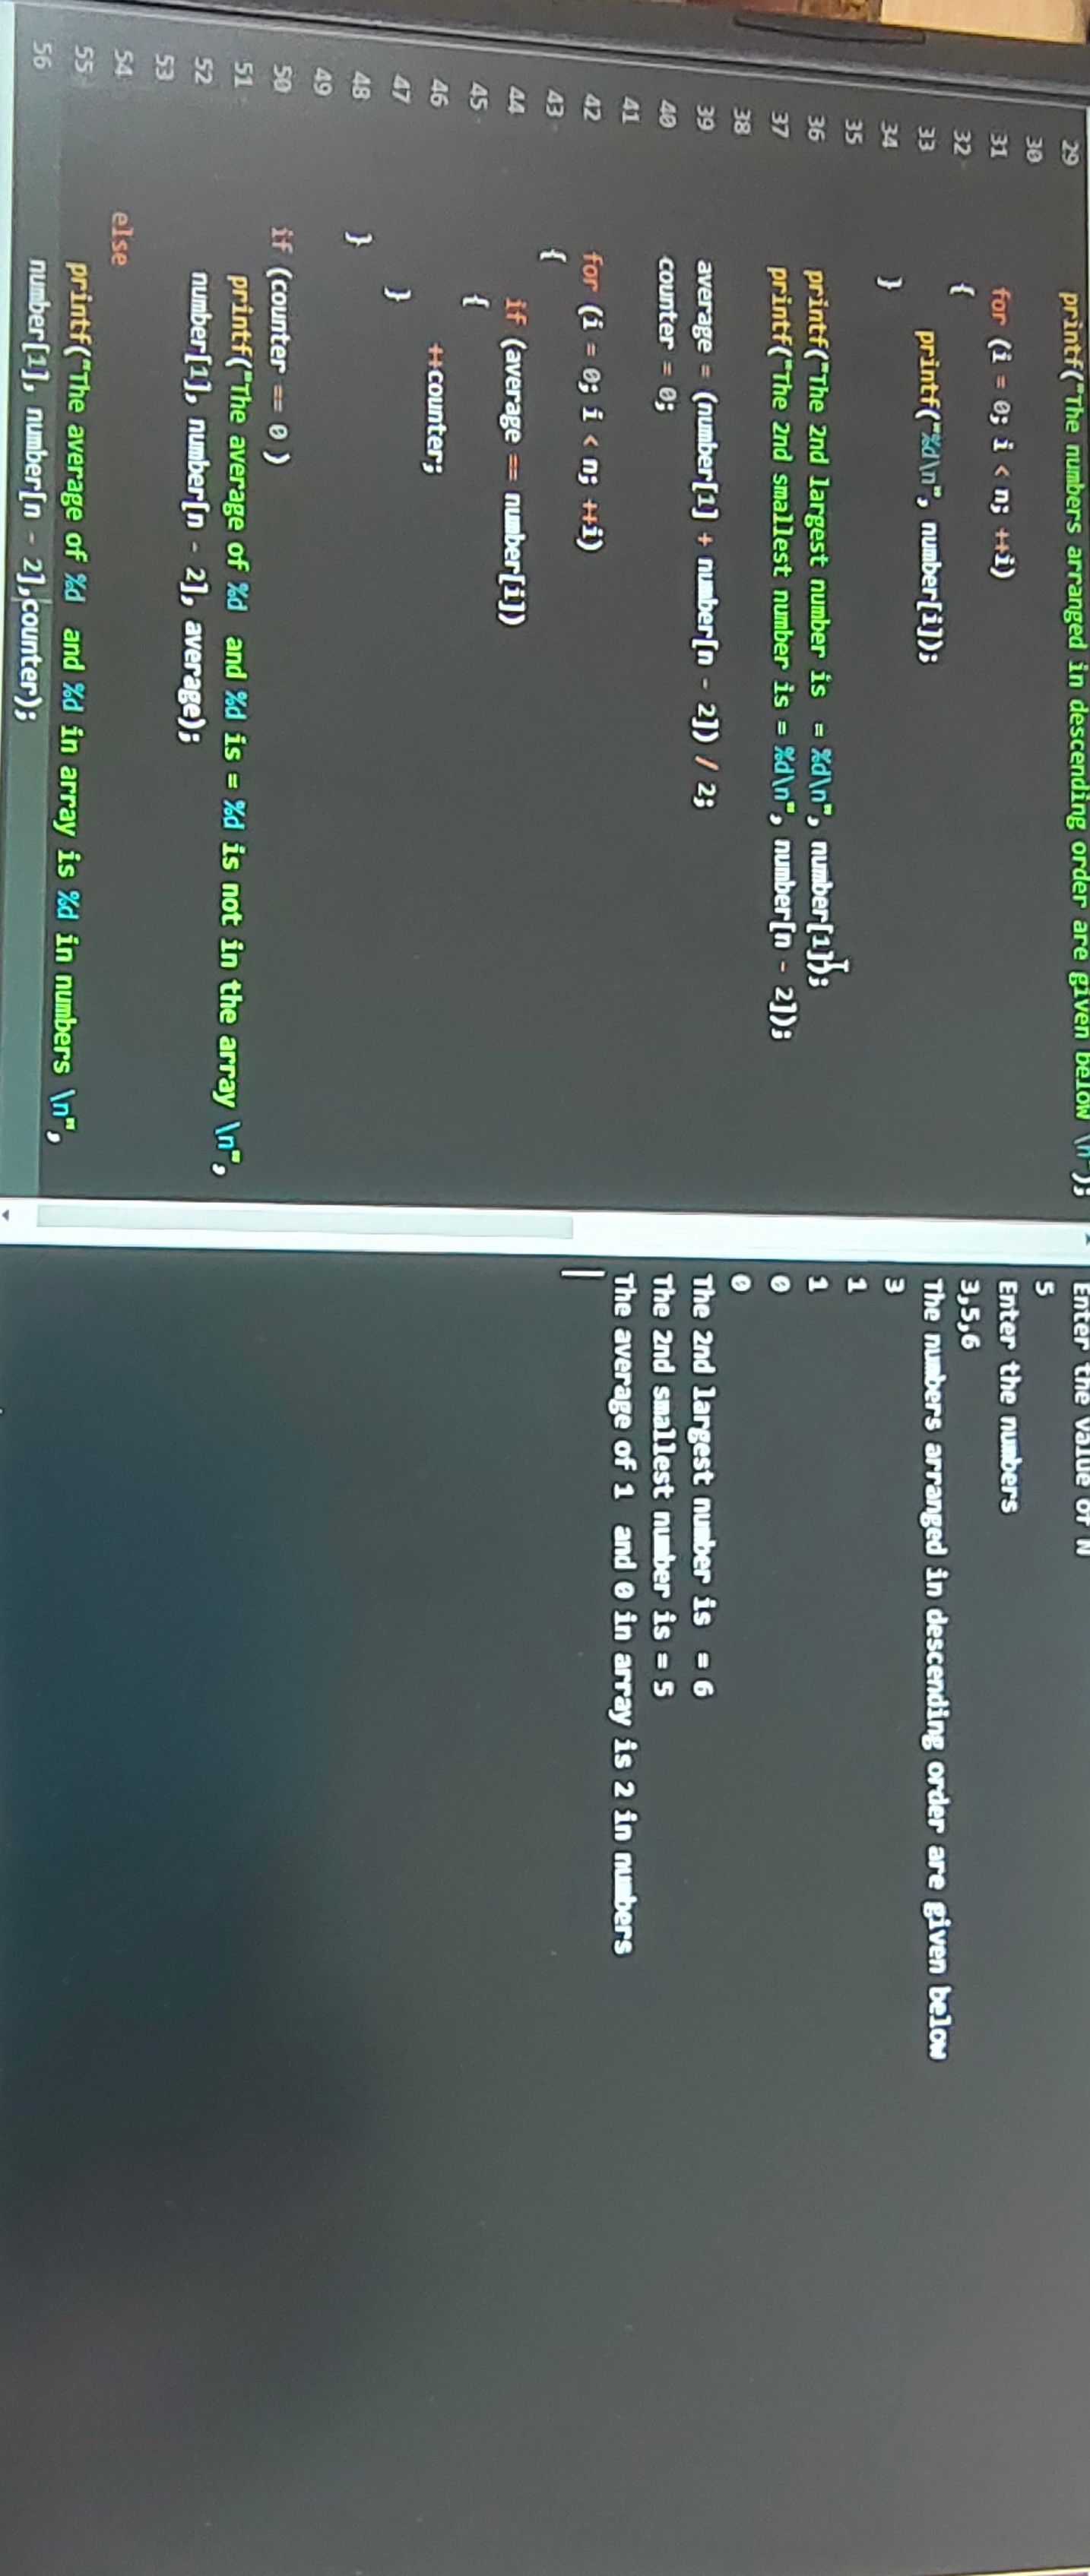 29 printf("The numbers arranged in descending order are given below \n");
30
31 for (i = 0; i < n; ++i)
32 {
33 printf("%d\n", number[i]);
34 }
35
36 printf("The 2nd largest number is  = %d\n", number[1]);
37 printf("The 2nd smallest number is = %d\n", number[n - 2]);
38
39 average = (number[1] + number[n - 2]) / 2;
40 counter = 0;
41
42 for (i = 0; i < n; ++i)
43 {
44 if (average == number[i])
45 {
46 ++counter;
47 }
48 }
49
50 if (counter == 0 )
51 printf("The average of %d  and %d is = %d is not in the array \n",
52 number[1], number[n - 2], average);
53
54 else
55 printf("The average of %d  and %d in array is %d in numbers \n",
56 number[1], number[n - 2],counter);
Enter the value of N
5
Enter the numbers
3,5,6
The numbers arranged in descending order are given below
3
1
1
0
0
The 2nd largest number is  = 6
The 2nd smallest number is = 5
The average of 1  and 0 in array is 2 in numbers